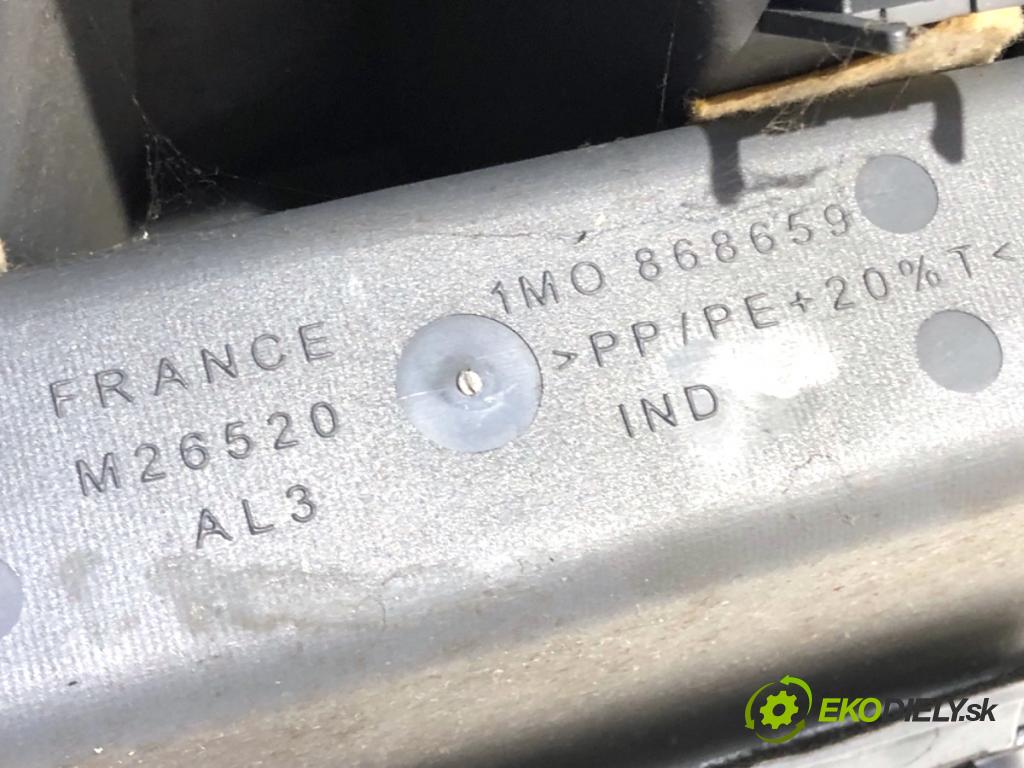 FRANCE
M26520
AL3
1MO 868659
>PP/PE+20%T<
IND
EKODIELY.sk